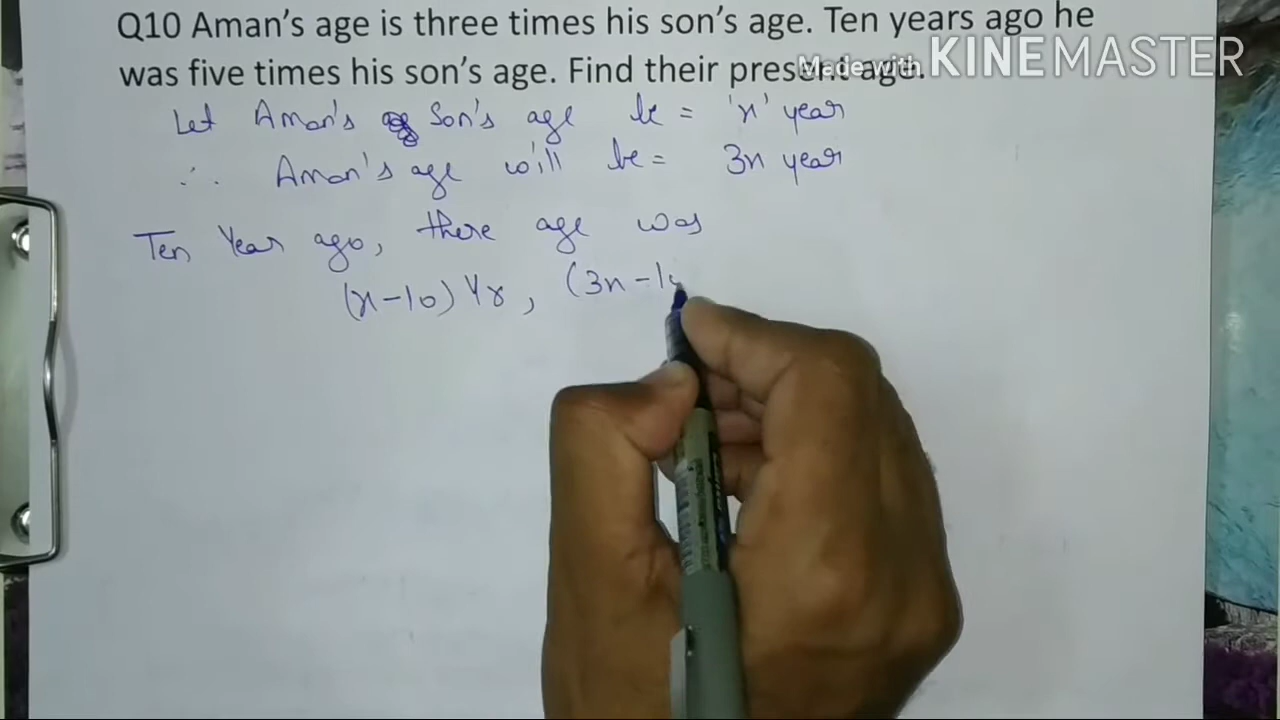 Q10 Aman's age is three times his son's age. Ten years ago he
was five times his son's age. Find their present age.
Made with KINEMASTER
Let Aman's Son's age be = 'x' year
∴ Aman's age will be = 3x year
Ten Year ago, there age was
(x-10) Yr, (3x-10